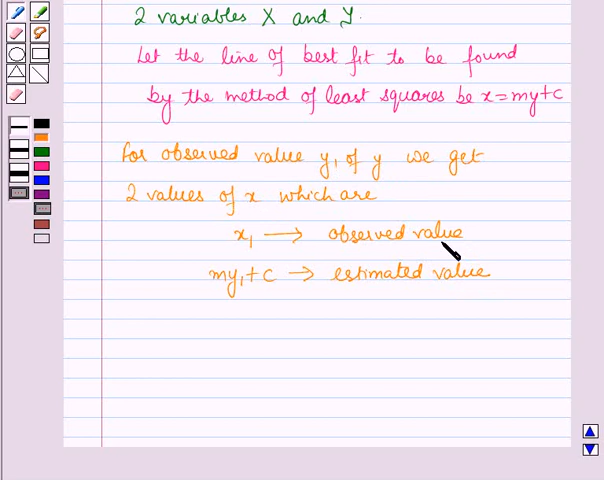 2 variables X and Y.
Let the line of best fit to be found
by the method of least squares be x=my+c
For observed value y₁ of y we get
2 values of x which are
x₁ → observed value
my₁+c → estimated value